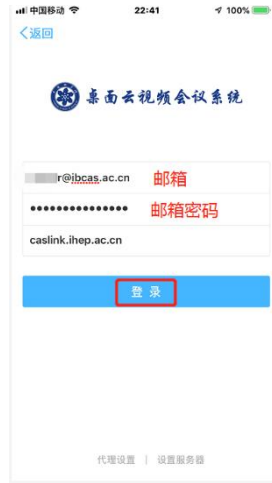 中国移动 22:41 100%
返回
桌面云视频会议系统
r@ibcas.ac.cn 邮箱
邮箱密码
caslink.ihep.ac.cn
登 录
代理设置 | 设置服务器